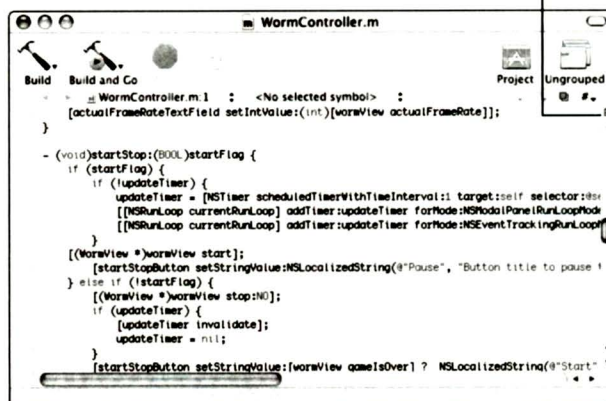 WormController.m
Build
Build and Go
Project
Ungrouped
WormController.m:1 <No selected symbol>
[actualFrameRateTextField setIntValue:(int)[wormView actualFrameRate]];
}
- (void)startStop:(BOOL)startFlag {
if (startFlag) {
if (!updateTimer) {
updateTimer = [NSTimer scheduledTimerWithTimeInterval:1 target:self selector:@se
[[NSRunLoop currentRunLoop] addTimer:updateTimer forMode:NSModalPanelRunLoopMode
[[NSRunLoop currentRunLoop] addTimer:updateTimer forMode:NSEventTrackingRunLoopM
}
[(WormView *)wormView start];
[startStopButton setStringValue:NSLocalizedString(@"Pause", "Button title to pause t
} else if (!startFlag) {
[(WormView *)wormView stop:NO];
if (updateTimer) {
[updateTimer invalidate];
updateTimer = nil;
}
[startStopButton setStringValue:[wormView gameIsOver] ? NSLocalizedString(@"Start"